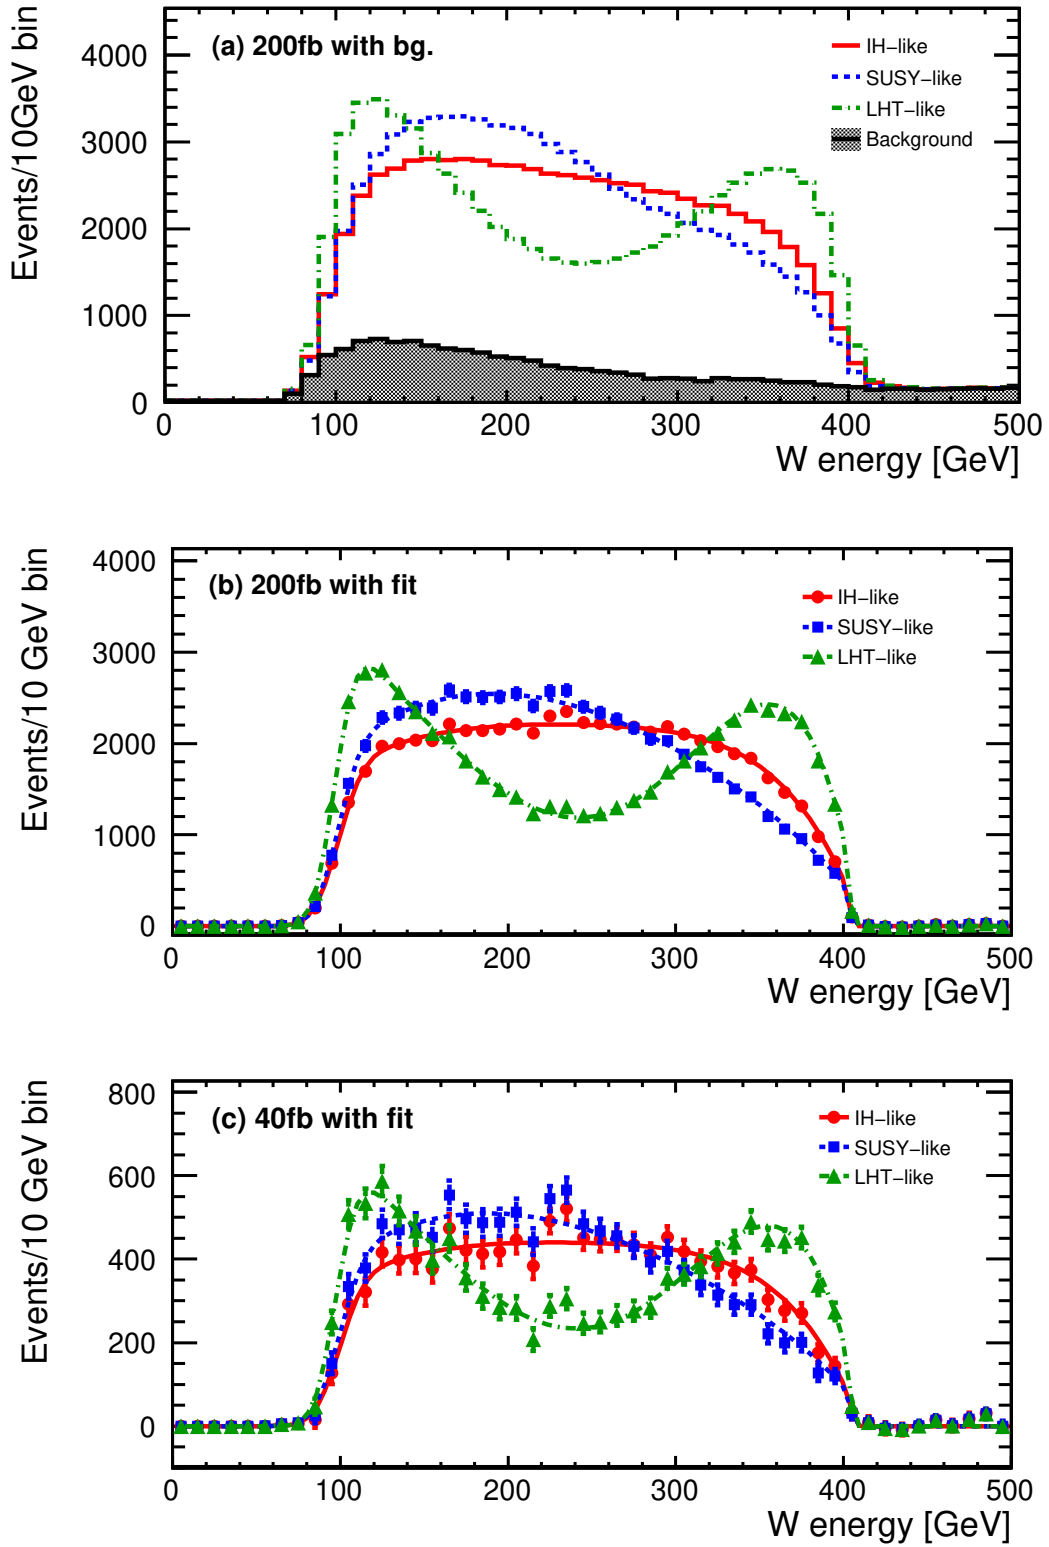 Events/10GeV bin
(a) 200fb with bg.
IH−like
SUSY−like
LHT−like
Background
4000
3000
2000
1000
0
0 100 200 300 400 500
W energy [GeV]
Events/10 GeV bin
(b) 200fb with fit
IH−like
SUSY−like
LHT−like
4000
3000
2000
1000
0
0 100 200 300 400 500
W energy [GeV]
Events/10 GeV bin
(c) 40fb with fit
IH−like
SUSY−like
LHT−like
800
600
400
200
0
0 100 200 300 400 500
W energy [GeV]